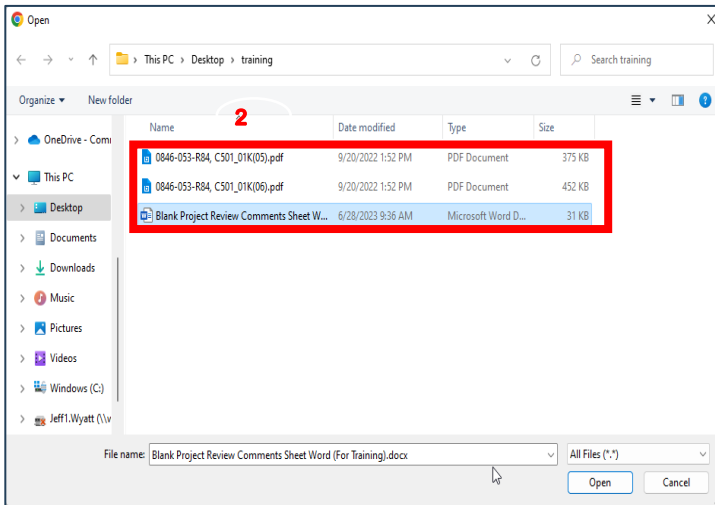 Open
This PC > Desktop > training
Search training
Organize New folder
2
Name Date modified Type Size
OneDrive - Com
0846-053-R84, C501_01K(05).pdf 9/20/2022 1:52 PM PDF Document 375 KB
This PC
0846-053-R84, C501_01K(06).pdf 9/20/2022 1:52 PM PDF Document 452 KB
Desktop
Blank Project Review Comments Sheet W... 6/28/2023 9:36 AM Microsoft Word D... 31 KB
Documents
Downloads
Music
Pictures
Videos
Windows (C:)
Jeff1.Wyatt (\\v
File name: Blank Project Review Comments Sheet Word (For Training).docx All Files (*.*)
Open Cancel